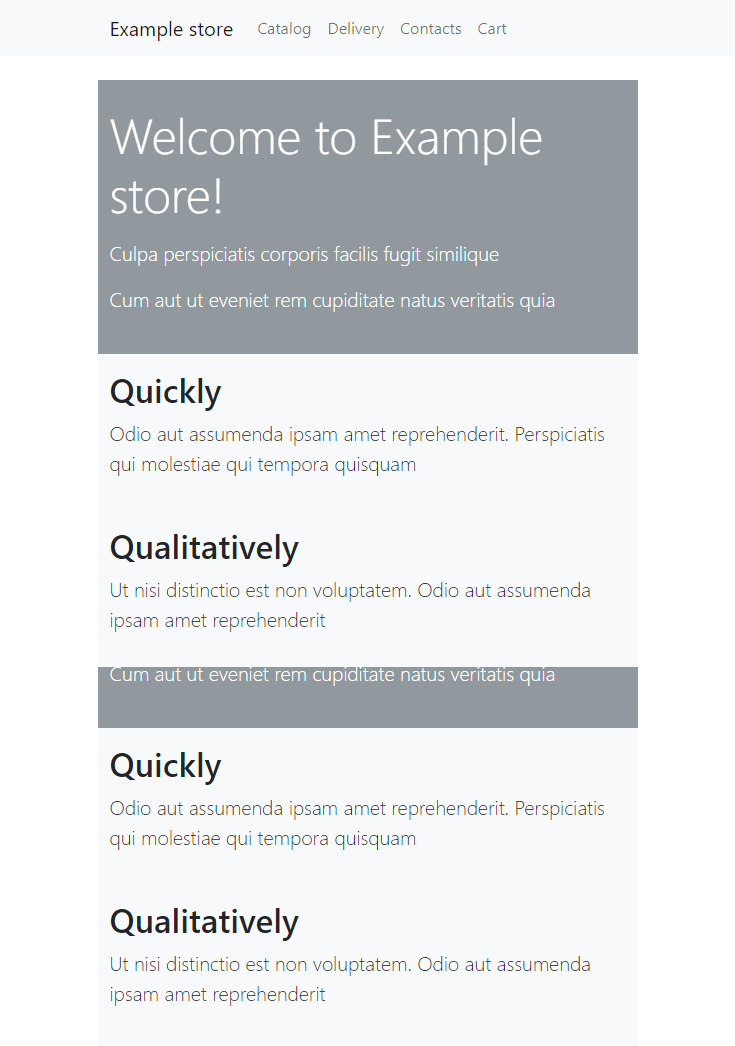 Example store Catalog Delivery Contacts Cart
Welcome to Example
store!
Culpa perspiciatis corporis facilis fugit similique
Cum aut ut eveniet rem cupiditate natus veritatis quia
Quickly
Odio aut assumenda ipsam amet reprehenderit. Perspiciatis
qui molestiae qui tempora quisquam
Qualitatively
Ut nisi distinctio est non voluptatem. Odio aut assumenda
ipsam amet reprehenderit
Cum aut ut eveniet rem cupiditate natus veritatis quia
Quickly
Odio aut assumenda ipsam amet reprehenderit. Perspiciatis
qui molestiae qui tempora quisquam
Qualitatively
Ut nisi distinctio est non voluptatem. Odio aut assumenda
ipsam amet reprehenderit